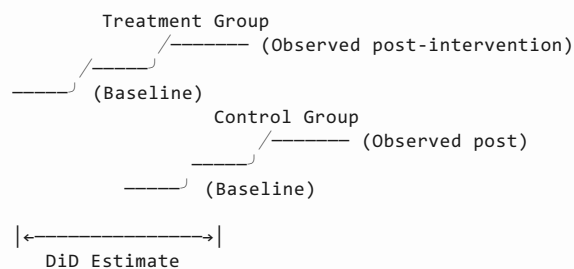 Treatment Group
(Observed post-intervention)
(Baseline)
Control Group
(Observed post)
(Baseline)
DiD Estimate